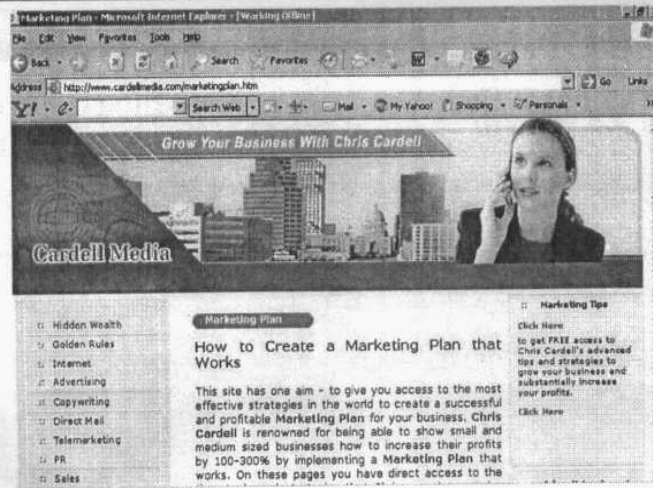 Marketing Plan - Microsoft Internet Explorer - [Working Offline]
File Edit View Favorites Tools Help
Back Search Favorites
Address http://www.cardellmedia.com/marketingplan.htm Go Links
Y! Search Web Mail My Yahoo! Shopping Personals
Grow Your Business With Chris Cardell
Cardell Media
Hidden Wealth
Golden Rules
Internet
Advertising
Copywriting
Direct Mail
Telemarketing
PR
Sales
Marketing Plan
How to Create a Marketing Plan that
Works
This site has one aim - to give you access to the most
effective strategies in the world to create a successful
and profitable Marketing Plan for your business. Chris
Cardell is renowned for being able to show small and
medium sized businesses how to increase their profits
by 100-300% by implementing a Marketing Plan that
works. On these pages you have direct access to the
Marketing Tips
Click Here
to get FREE access to
Chris Cardell's advanced
tips and strategies to
grow your business and
substantially increase
your profits.
Click Here